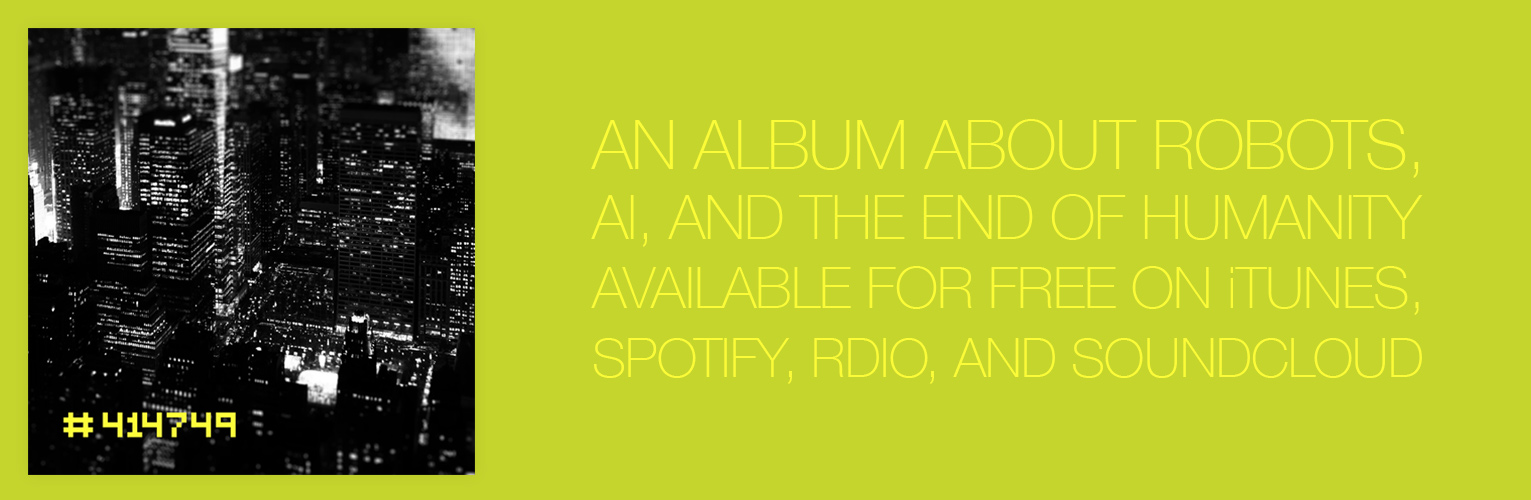 #414749
AN ALBUM ABOUT ROBOTS,
AI, AND THE END OF HUMANITY
AVAILABLE FOR FREE ON iTUNES,
SPOTIFY, RDIO, AND SOUNDCLOUD